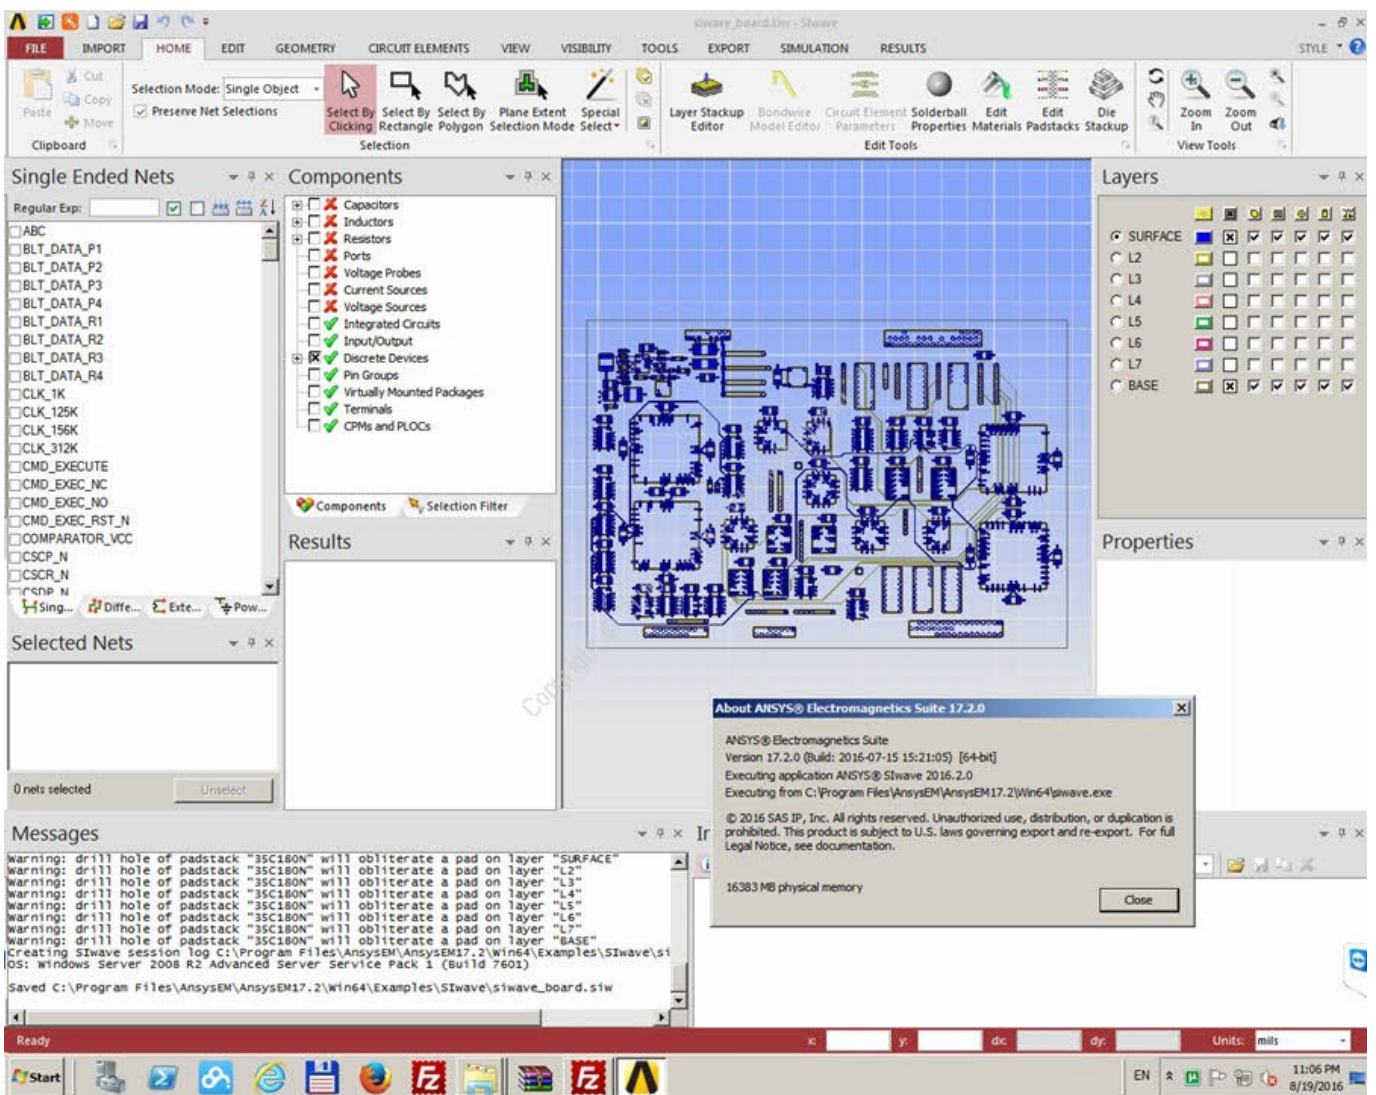 siwave_board.siw - SIwave
FILE IMPORT HOME EDIT GEOMETRY CIRCUIT ELEMENTS VIEW VISIBILITY TOOLS EXPORT SIMULATION RESULTS STYLE
Cut
Copy
Paste
Move
Clipboard
Selection Mode: Single Object
Preserve Net Selections
Select By Clicking
Select By Rectangle
Select By Polygon
Plane Extent Selection Mode
Special Select
Selection
Layer Stackup Editor
Bondwire Model Editor
Circuit Element Parameters
Solderball Properties
Edit Materials
Edit Padstacks
Die Stackup
Edit Tools
Zoom In
Zoom Out
View Tools
Single Ended Nets
Regular Exp:
ABC
BLT_DATA_P1
BLT_DATA_P2
BLT_DATA_P3
BLT_DATA_P4
BLT_DATA_R1
BLT_DATA_R2
BLT_DATA_R3
BLT_DATA_R4
CLK_1K
CLK_125K
CLK_156K
CLK_312K
CMD_EXECUTE
CMD_EXEC_NC
CMD_EXEC_NO
CMD_EXEC_RST_N
COMPARATOR_VCC
CSCP_N
CSCR_N
CSDP_N
Sing... Diffe... Exte... Pow...
Selected Nets
0 nets selected
Unselect
Components
Capacitors
Inductors
Resistors
Ports
Voltage Probes
Current Sources
Voltage Sources
Integrated Circuits
Input/Output
Discrete Devices
Pin Groups
Virtually Mounted Packages
Terminals
CPMs and PLOCs
Components Selection Filter
Results
Layers
SURFACE
L2
L3
L4
L5
L6
L7
BASE
Properties
About ANSYS® Electromagnetics Suite 17.2.0
ANSYS® Electromagnetics Suite
Version 17.2.0 (Build: 2016-07-15 15:21:05) [64-bit]
Executing application ANSYS® SIwave 2016.2.0
Executing from C:\Program Files\AnsysEM\AnsysEM17.2\Win64\siwave.exe
© 2016 SAS IP, Inc. All rights reserved. Unauthorized use, distribution, or duplication is
prohibited. This product is subject to U.S. laws governing export and re-export. For full
Legal Notice, see documentation.
16383 MB physical memory
Close
Messages
Warning: drill hole of padstack "35C180N" will obliterate a pad on layer "SURFACE"
Warning: drill hole of padstack "35C180N" will obliterate a pad on layer "L2"
Warning: drill hole of padstack "35C180N" will obliterate a pad on layer "L3"
Warning: drill hole of padstack "35C180N" will obliterate a pad on layer "L4"
Warning: drill hole of padstack "35C180N" will obliterate a pad on layer "L5"
Warning: drill hole of padstack "35C180N" will obliterate a pad on layer "L6"
Warning: drill hole of padstack "35C180N" will obliterate a pad on layer "L7"
Warning: drill hole of padstack "35C180N" will obliterate a pad on layer "BASE"
Creating SIwave session log C:\Program Files\AnsysEM\AnsysEM17.2\Win64\Examples\SIwave\si
OS: Windows Server 2008 R2 Advanced Server Service Pack 1 (Build 7601)
Saved C:\Program Files\AnsysEM\AnsysEM17.2\Win64\Examples\SIwave\siwave_board.siw
Ready
x: y: dx: dy: Units: mils
Start
EN
11:06 PM
8/19/2016